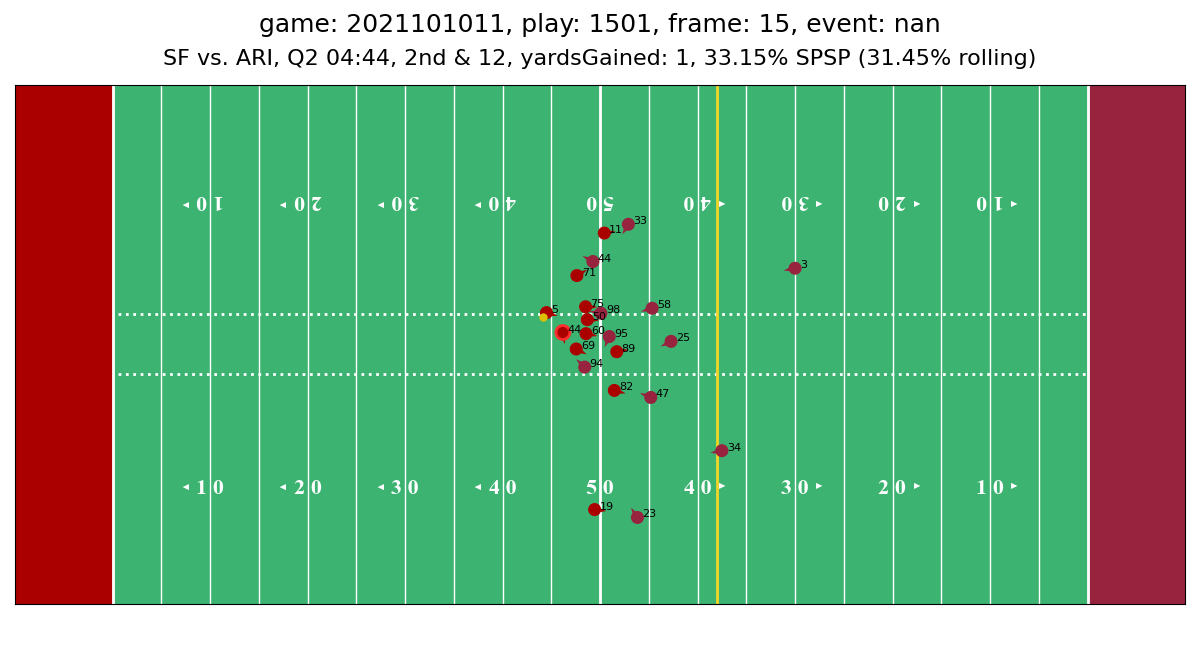 game: 2021101011, play: 1501, frame: 15, event: nan
SF vs. ARI, Q2 04:44, 2nd & 12, yardsGained: 1, 33.15% SPSP (31.45% rolling)
10 20 30 40 50 40 30 20 10
33
11
44
3
71
58
5 75 98
50
44 60 95
25
69 89
94
82
47
34
10 20 30 40 50 40 30 20 10
19
23